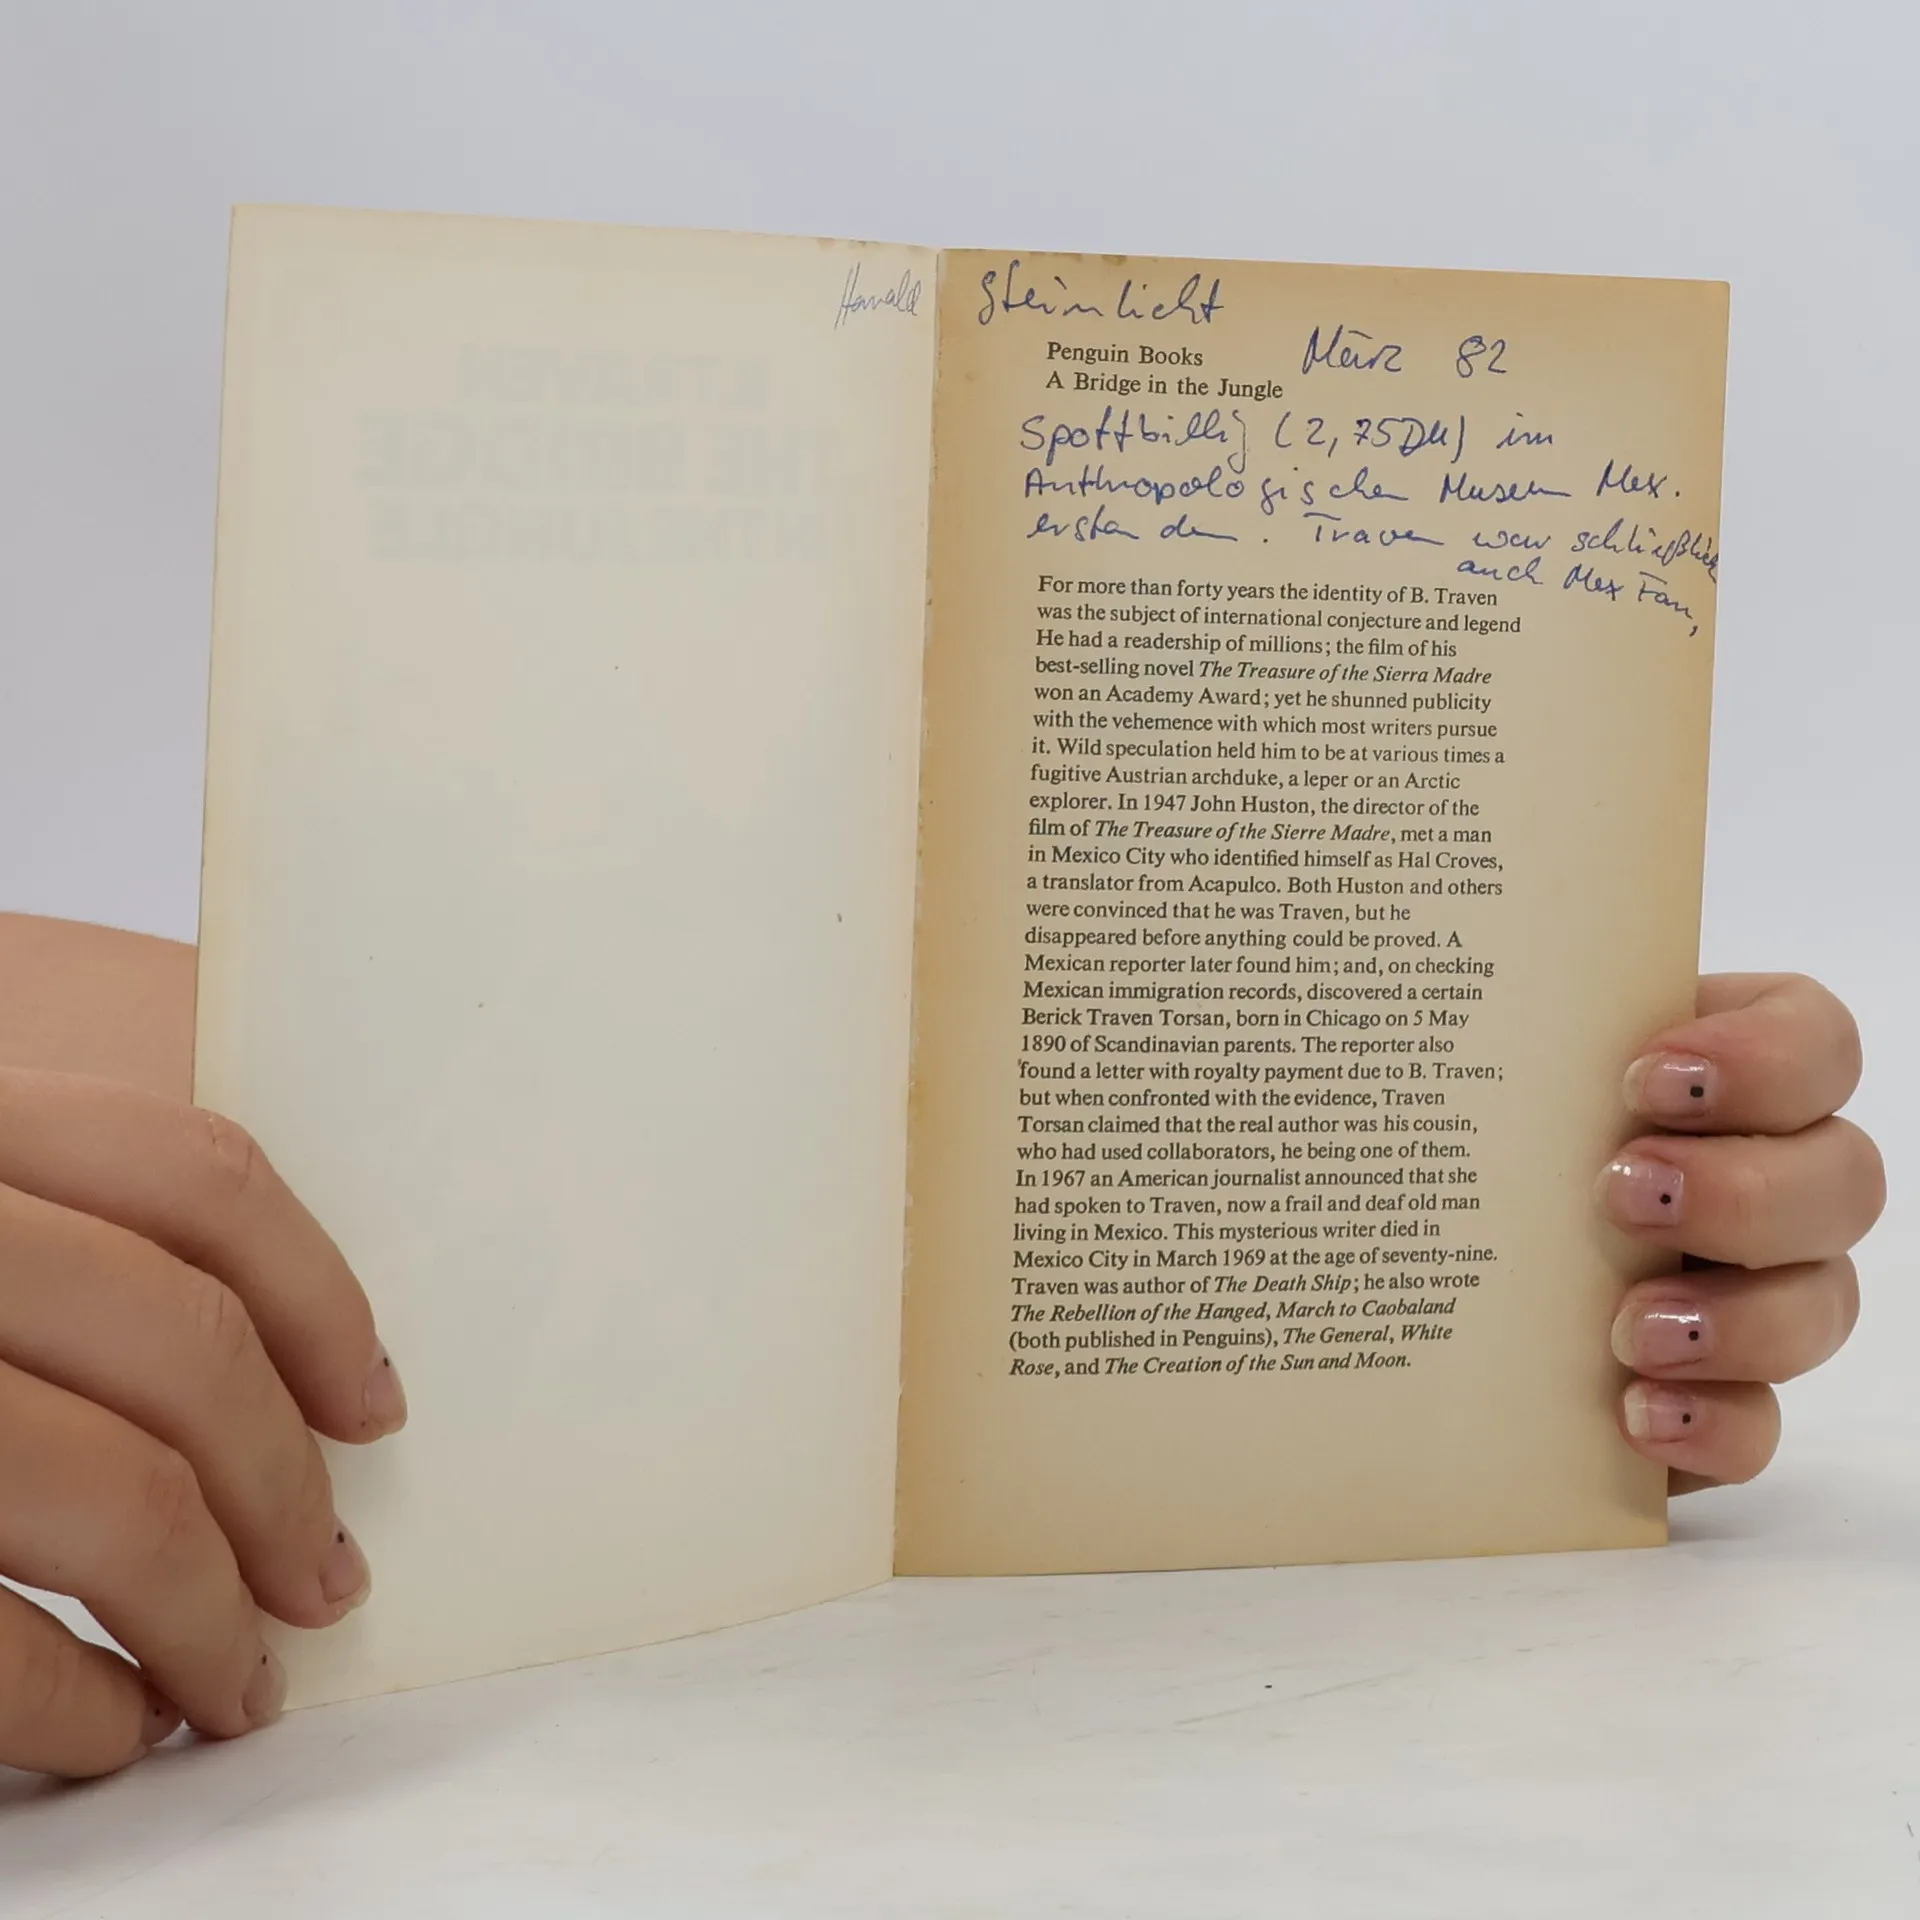 Harald Steinlicht
März 82
Penguin Books
A Bridge in the Jungle
Spottbillig (2,75DM) im
Anthropologischen Museum Mex.
erstanden. Traven war schließlich
auch Mex Fan,
For more than forty years the identity of B. Traven
was the subject of international conjecture and legend
He had a readership of millions; the film of his
best-selling novel The Treasure of the Sierra Madre
won an Academy Award; yet he shunned publicity
with the vehemence with which most writers pursue
it. Wild speculation held him to be at various times a
fugitive Austrian archduke, a leper or an Arctic
explorer. In 1947 John Huston, the director of the
film of The Treasure of the Sierre Madre, met a man
in Mexico City who identified himself as Hal Croves,
a translator from Acapulco. Both Huston and others
were convinced that he was Traven, but he
disappeared before anything could be proved. A
Mexican reporter later found him; and, on checking
Mexican immigration records, discovered a certain
Berick Traven Torsan, born in Chicago on 5 May
1890 of Scandinavian parents. The reporter also
found a letter with royalty payment due to B. Traven;
but when confronted with the evidence, Traven
Torsan claimed that the real author was his cousin,
who had used collaborators, he being one of them.
In 1967 an American journalist announced that she
had spoken to Traven, now a frail and deaf old man
living in Mexico. This mysterious writer died in
Mexico City in March 1969 at the age of seventy-nine.
Traven was author of The Death Ship; he also wrote
The Rebellion of the Hanged, March to Caobaland
(both published in Penguins), The General, White
Rose, and The Creation of the Sun and Moon.